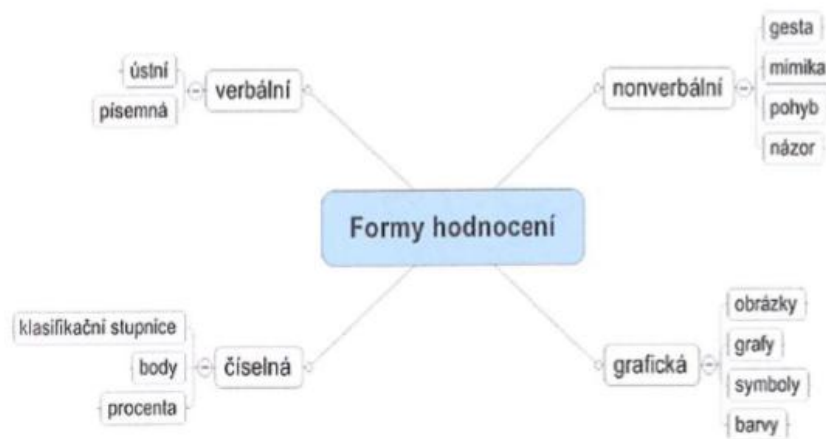 ústní
písemná
verbální
nonverbální
gesta
mimika
pohyb
názor
Formy hodnocení
klasifikační stupnice
body
procenta
číselná
grafická
obrázky
grafy
symboly
barvy